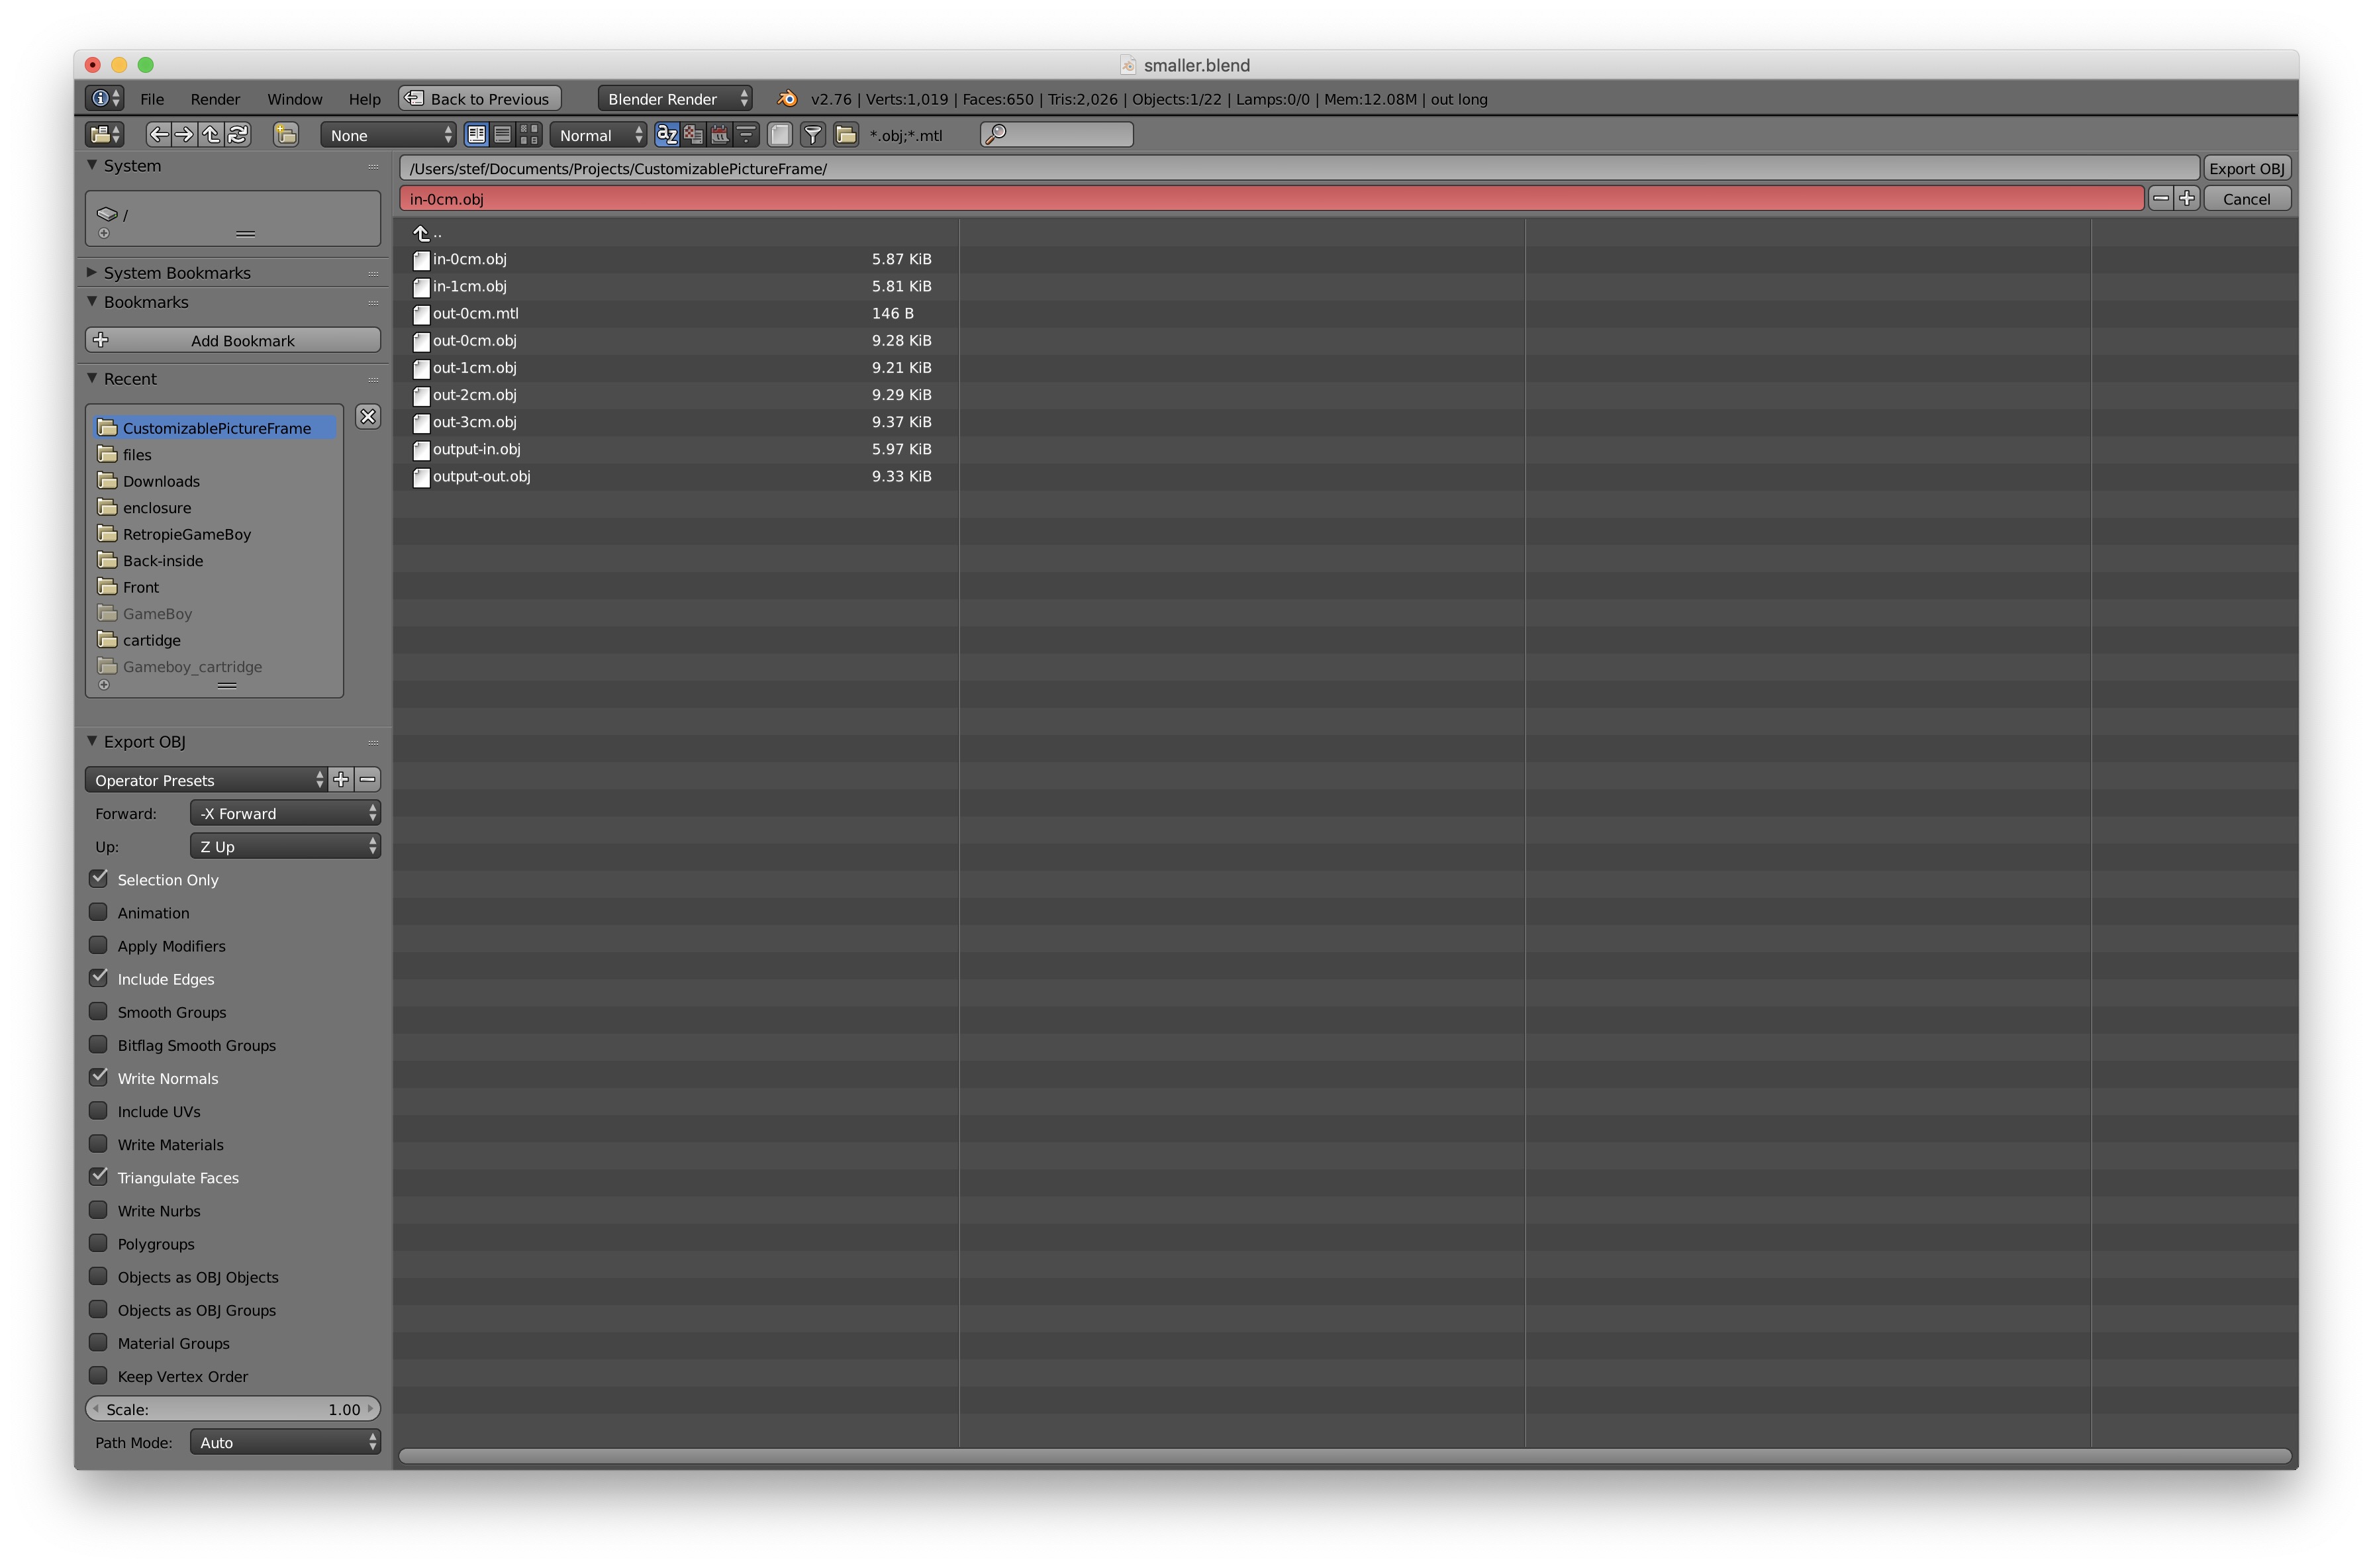 smaller.blend
File Render Window Help Back to Previous Blender Render v2.76 | Verts:1,019 | Faces:650 | Tris:2,026 | Objects:1/22 | Lamps:0/0 | Mem:12.08M | out long
None Normal *.obj;*.mtl
System
/
System Bookmarks
Bookmarks
Add Bookmark
Recent
CustomizablePictureFrame
files
Downloads
enclosure
RetropieGameBoy
Back-inside
Front
GameBoy
cartidge
Gameboy_cartridge
Export OBJ
Operator Presets
Forward: -X Forward
Up: Z Up
Selection Only
Animation
Apply Modifiers
Include Edges
Smooth Groups
Bitflag Smooth Groups
Write Normals
Include UVs
Write Materials
Triangulate Faces
Write Nurbs
Polygroups
Objects as OBJ Objects
Objects as OBJ Groups
Material Groups
Keep Vertex Order
Scale: 1.00
Path Mode: Auto
/Users/stef/Documents/Projects/CustomizablePictureFrame/ Export OBJ
in-0cm.obj Cancel
..
in-0cm.obj 5.87 KiB
in-1cm.obj 5.81 KiB
out-0cm.mtl 146 B
out-0cm.obj 9.28 KiB
out-1cm.obj 9.21 KiB
out-2cm.obj 9.29 KiB
out-3cm.obj 9.37 KiB
output-in.obj 5.97 KiB
output-out.obj 9.33 KiB